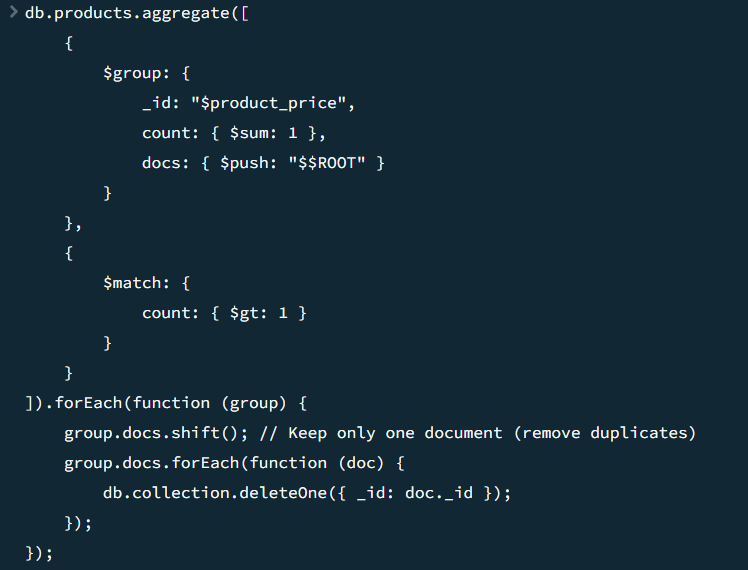 db.products.aggregate([
    {
        $group: {
            _id: "$product_price",
            count: { $sum: 1 },
            docs: { $push: "$$ROOT" }
        }
    },
    {
        $match: {
            count: { $gt: 1 }
        }
    }
]).forEach(function (group) {
    group.docs.shift(); // Keep only one document (remove duplicates)
    group.docs.forEach(function (doc) {
        db.collection.deleteOne({ _id: doc._id });
    });
});